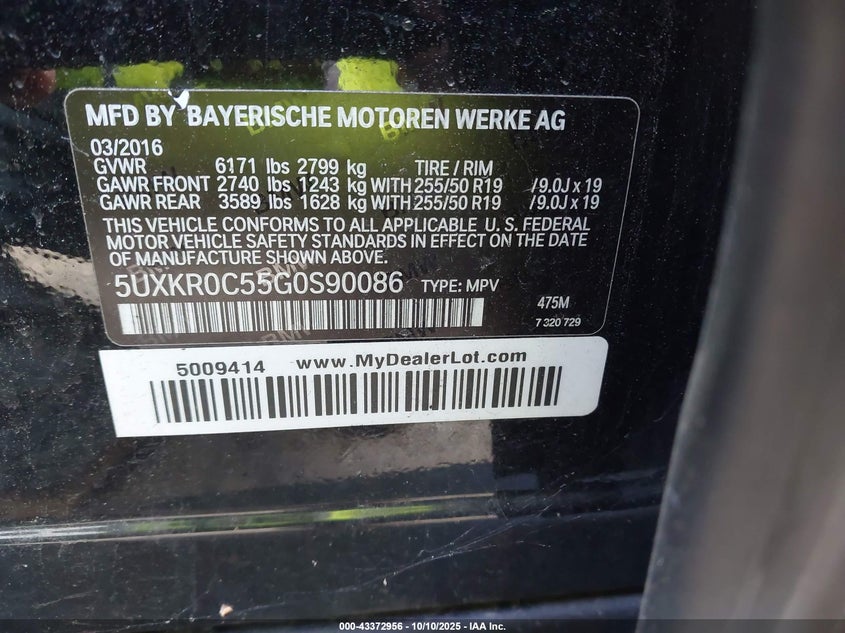 MFD BY BAYERISCHE MOTOREN WERKE AG
03/2016
GVWR 6171 lbs 2799 kg TIRE / RIM
GAWR FRONT 2740 lbs 1243 kg WITH 255/50 R19 / 9.0J x 19
GAWR REAR 3589 lbs 1628 kg WITH 255/50 R19 / 9.0J x 19
THIS VEHICLE CONFORMS TO ALL APPLICABLE U. S. FEDERAL
MOTOR VEHICLE SAFETY STANDARDS IN EFFECT ON THE DATE
OF MANUFACTURE SHOWN ABOVE.
5UXKR0C55G0S90086 TYPE: MPV
475M
7 320 729
5009414 www.MyDealerLot.com
000-43372956 - 10/10/2025 - IAA Inc.